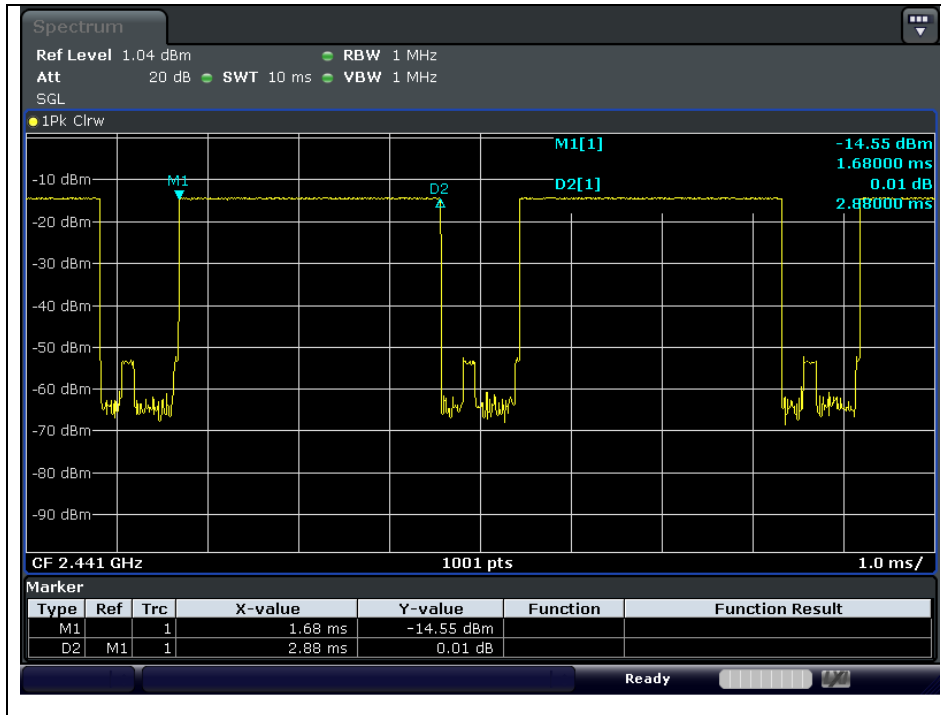 Spectrum
Ref Level 1.04 dBm RBW 1 MHz
Att 20 dB SWT 10 ms VBW 1 MHz
SGL
1Pk Clrw
M1[1] -14.55 dBm
1.68000 ms
D2[1] 0.01 dB
2.88000 ms
M1
D2
-10 dBm
-20 dBm
-30 dBm
-40 dBm
-50 dBm
-60 dBm
-70 dBm
-80 dBm
-90 dBm
CF 2.441 GHz 1001 pts 1.0 ms/
Marker
Type Ref Trc X-value Y-value Function Function Result
M1 1 1.68 ms -14.55 dBm
D2 M1 1 2.88 ms 0.01 dB
Ready